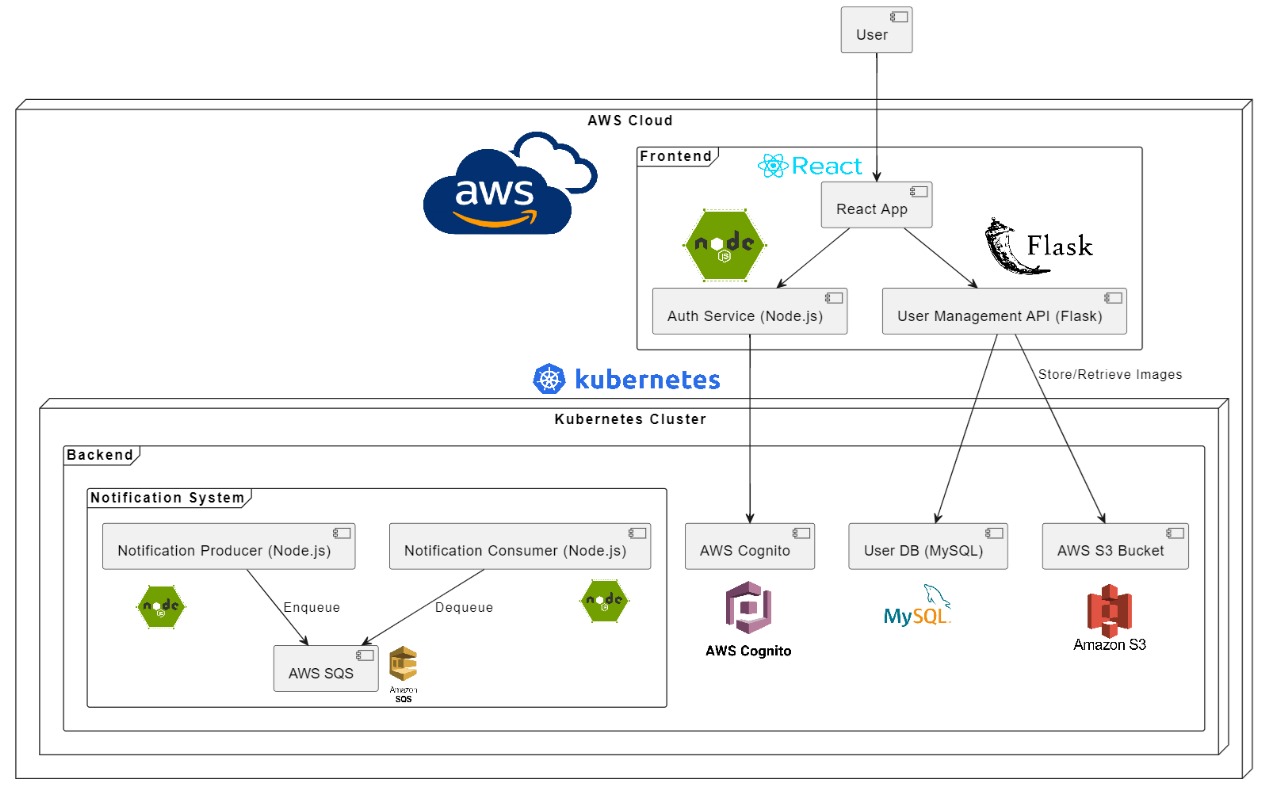 User
AWS Cloud
aws
Frontend
React
React App
node
JS
Flask
Auth Service (Node.js)
User Management API (Flask)
kubernetes
Store/Retrieve Images
Kubernetes Cluster
Backend
Notification System
Notification Producer (Node.js)
Notification Consumer (Node.js)
AWS Cognito
User DB (MySQL)
AWS S3 Bucket
node
node
Enqueue
Dequeue
MySQL
AWS Cognito
Amazon S3
AWS SQS
Amazon
SQS